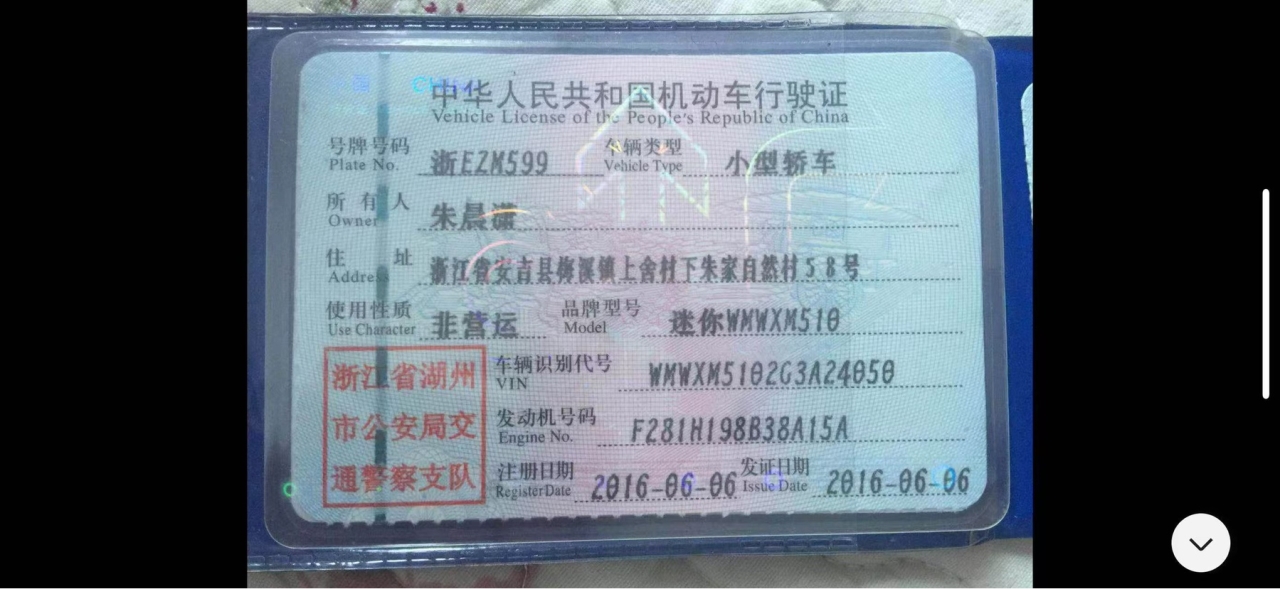 中华人民共和国机动车行驶证
Vehicle License of the People's Republic of China
号牌号码 浙EZM599 车辆类型 小型轿车
Plate No. Vehicle Type
所有人 朱晨潇
Owner
住址 浙江省安吉县梅溪镇上舍村下朱家自然村58号
Address
使用性质 非营运 品牌型号 迷你WMWXM510
Use Character Model
浙江省湖州
市公安局交
通警察支队
车辆识别代号 WMWXM5102G3A24050
VIN
发动机号码 F281H198B38A15A
Engine No.
注册日期 2016-06-06 发证日期 2016-06-06
Register Date Issue Date